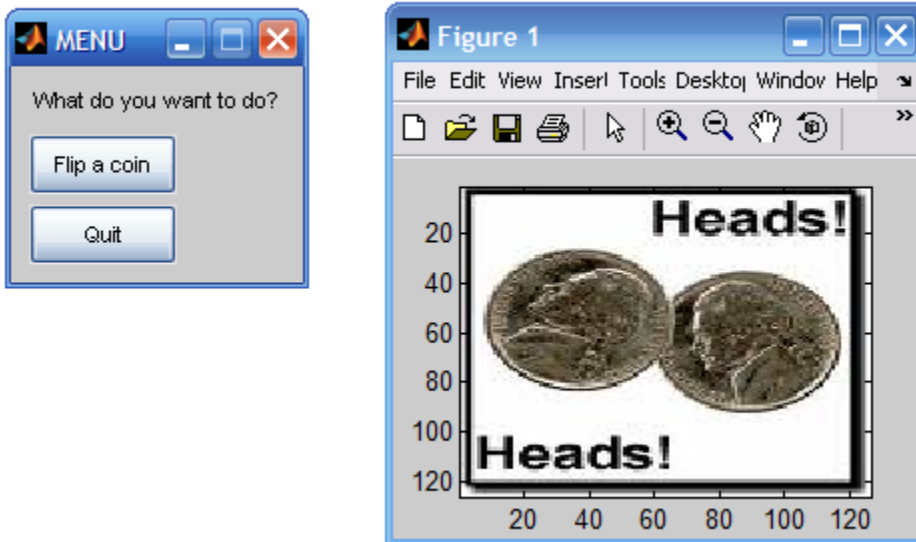 MENU
What do you want to do?
Flip a coin
Quit
Figure 1
File Edit View Insert Tools Desktop Window Help
20
40
60
80
100
120
Heads!
Heads!
20 40 60 80 100 120